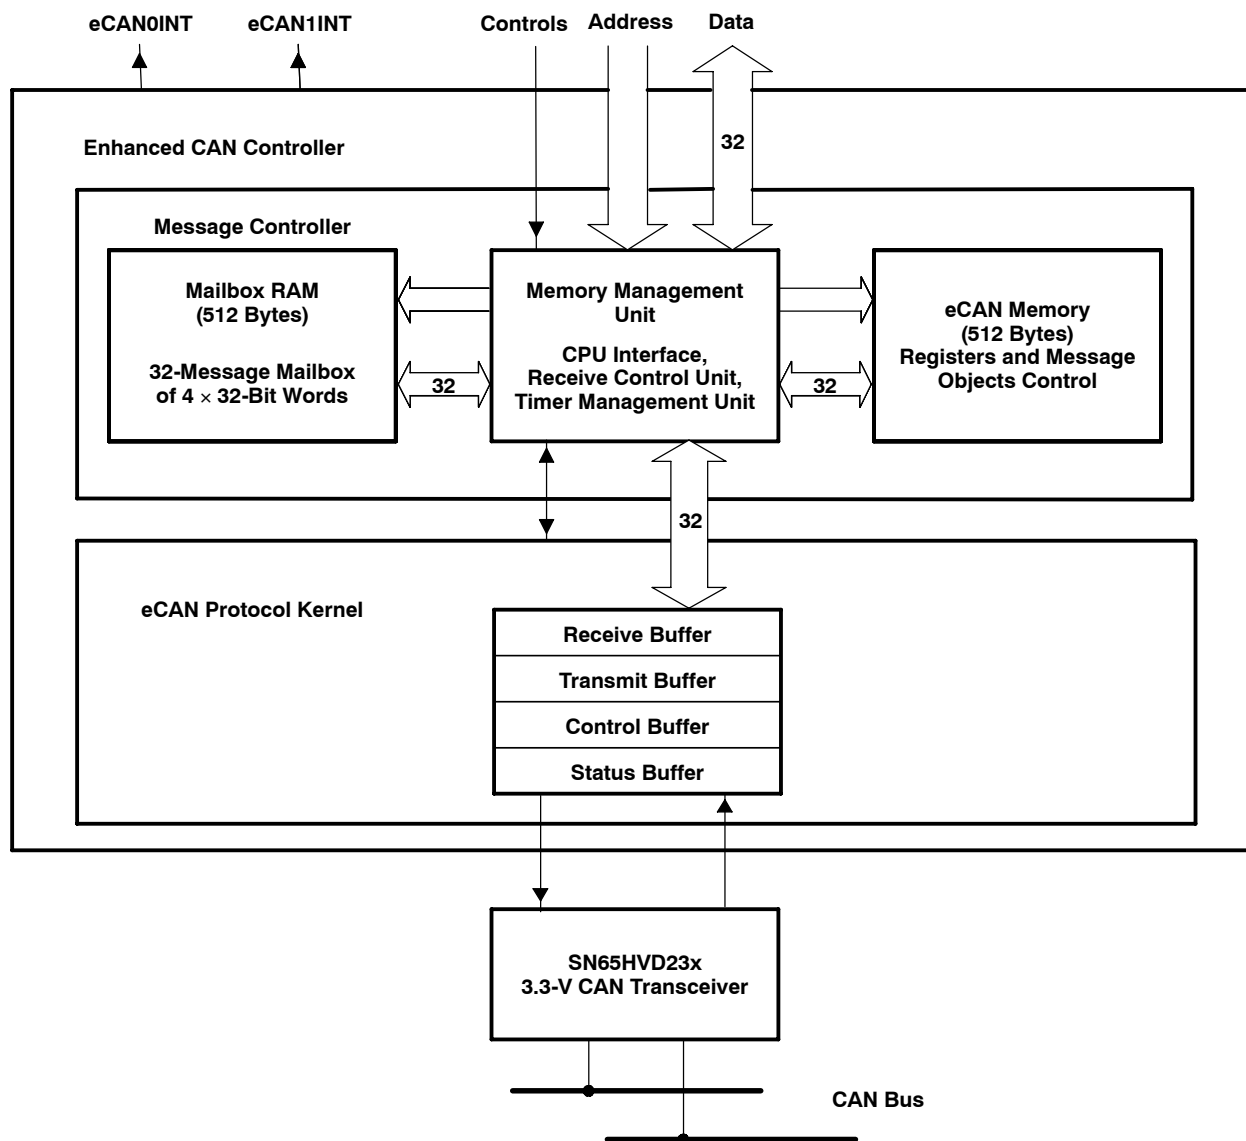 eCAN0INT
eCAN1INT
Controls
Address
Data
32
Enhanced CAN Controller
Message Controller
Mailbox RAM
(512 Bytes)
32-Message Mailbox
of 4 × 32-Bit Words
32
Memory Management
Unit
CPU Interface,
Receive Control Unit,
Timer Management Unit
32
eCAN Memory
(512 Bytes)
Registers and Message
Objects Control
32
eCAN Protocol Kernel
Receive Buffer
Transmit Buffer
Control Buffer
Status Buffer
SN65HVD23x
3.3-V CAN Transceiver
CAN Bus